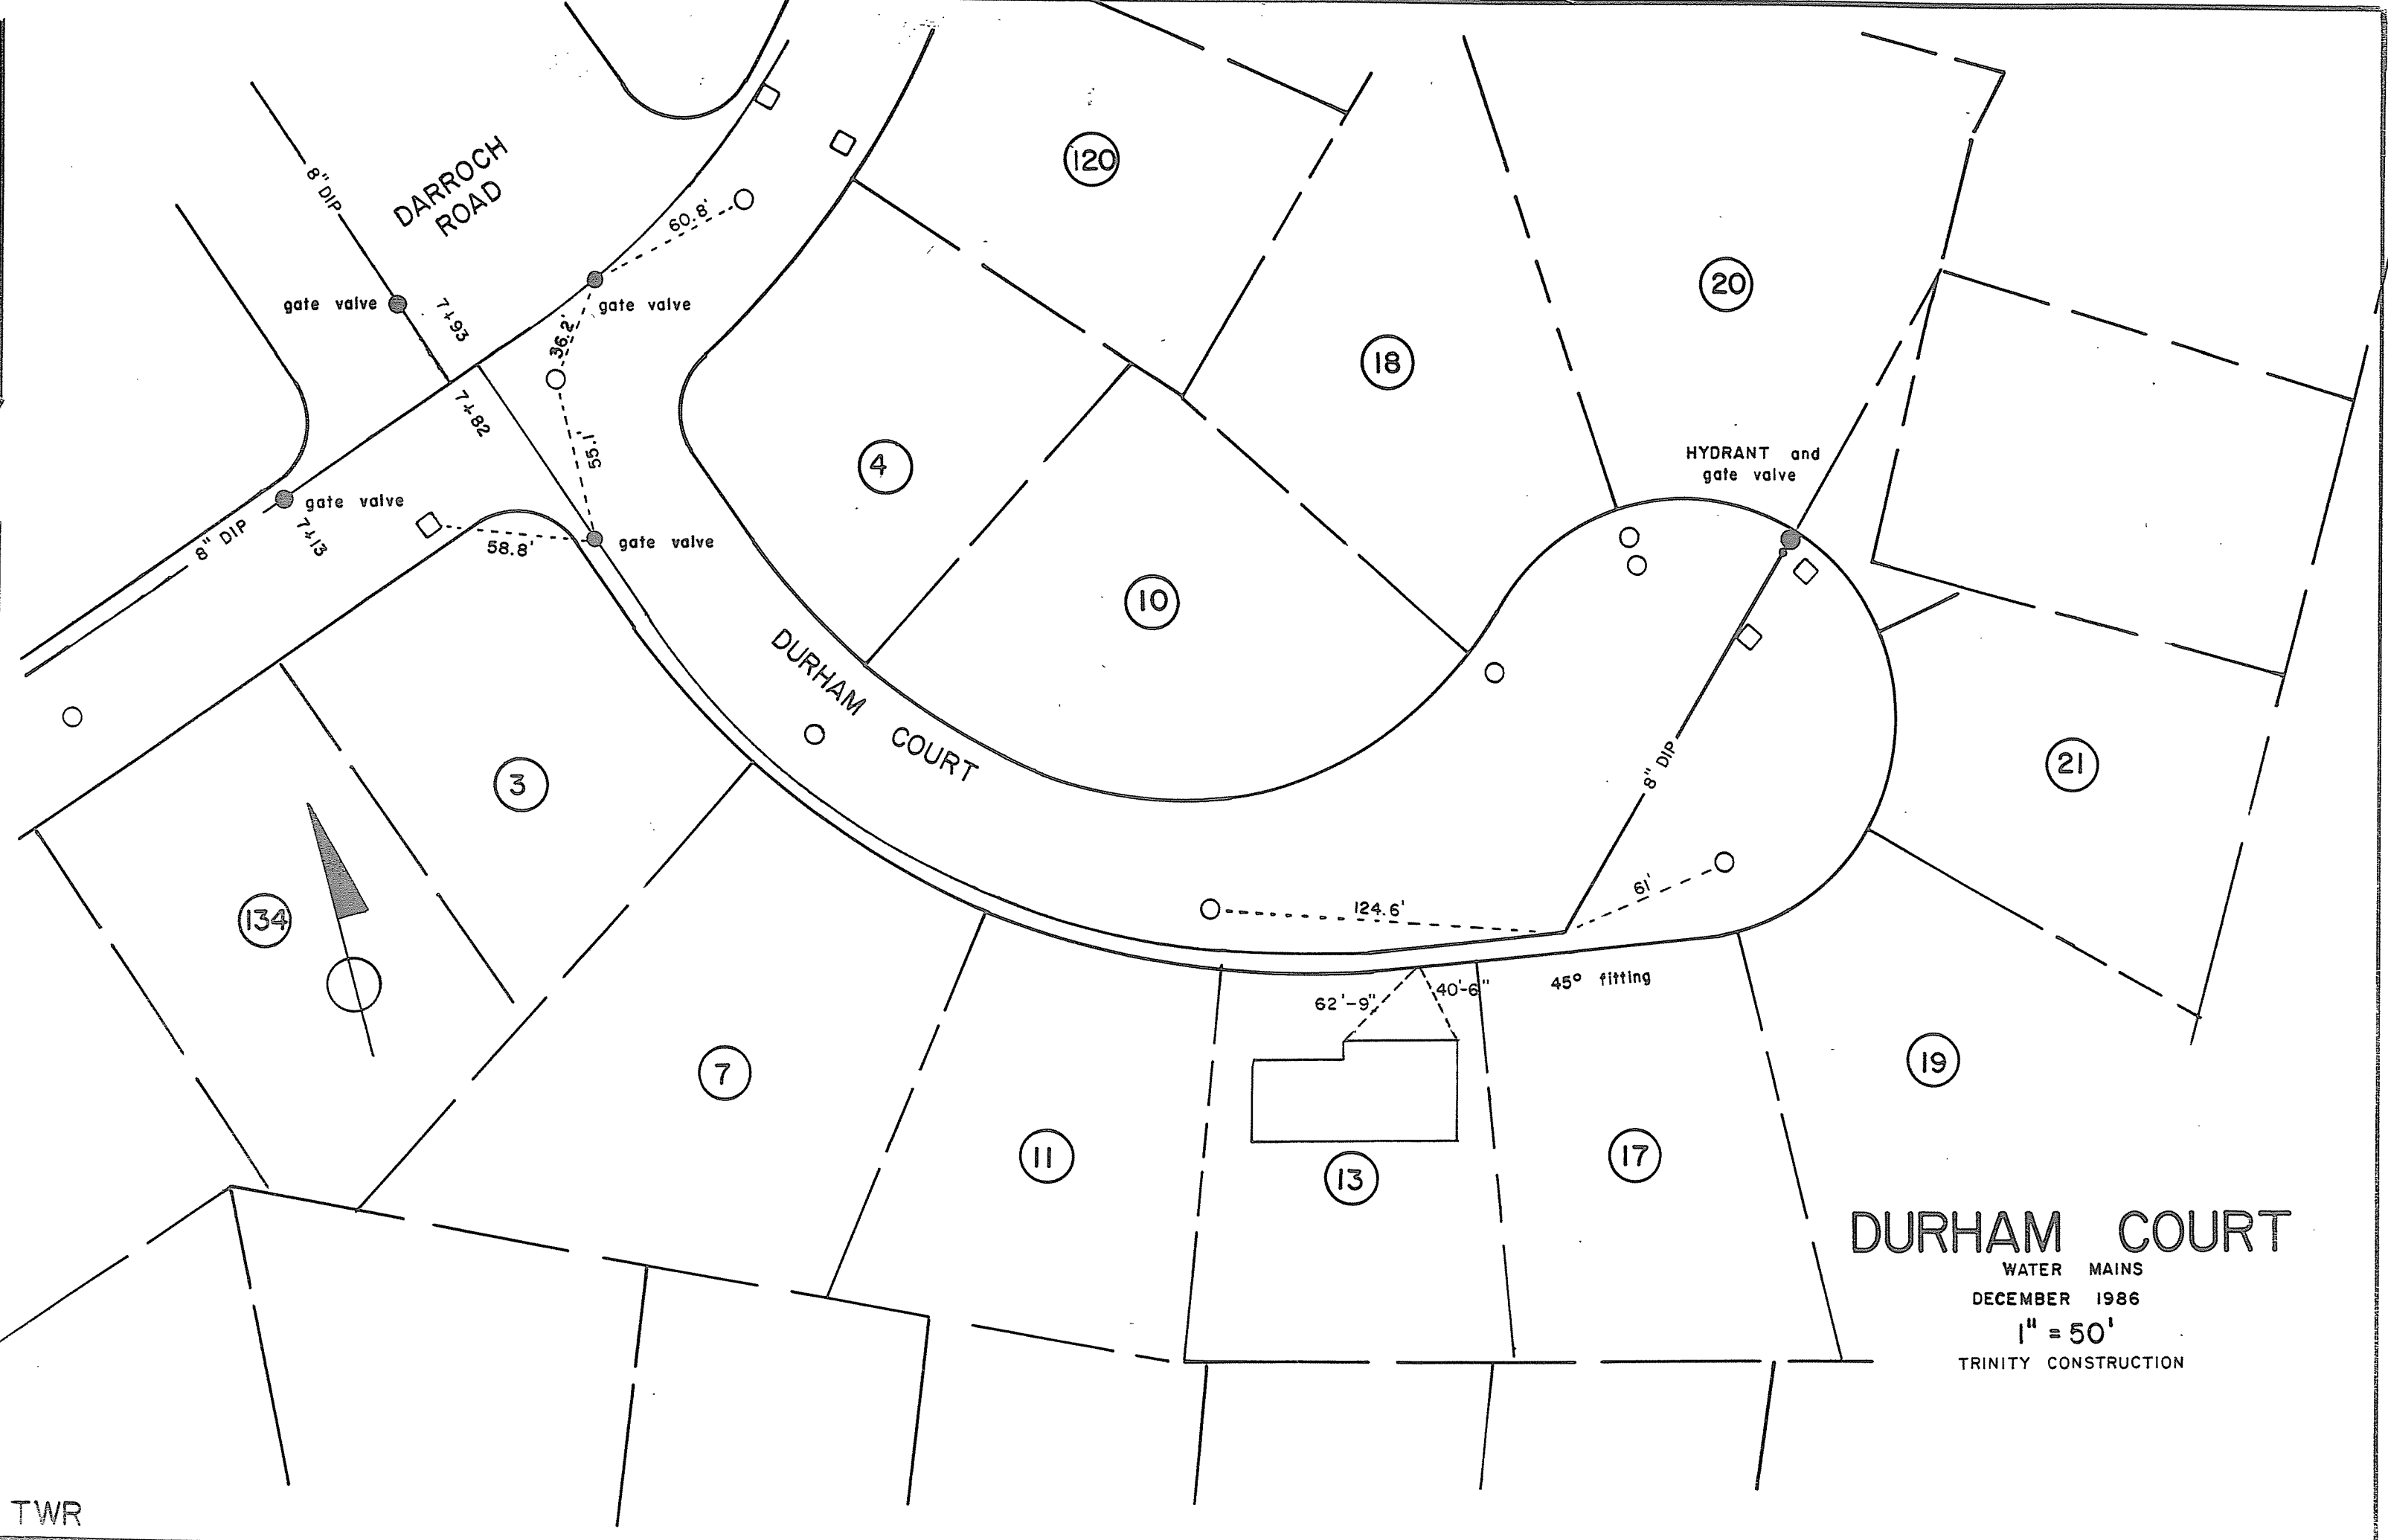 120
8" DIP
DARROCH
ROAD
60.8'
20
gate valve
7+93
gate valve
36.2'
18
7+82
4
55.1'
HYDRANT and
gate valve
gate valve
8" DIP
7+13
58.8'
gate valve
10
DURHAM COURT
8" DIP
21
3
61'
124.6'
134
45° fitting
62'-9"
40'-6"
19
7
11
13
17
DURHAM COURT
WATER MAINS
DECEMBER 1986
1" = 50'
TRINITY CONSTRUCTION
TWR